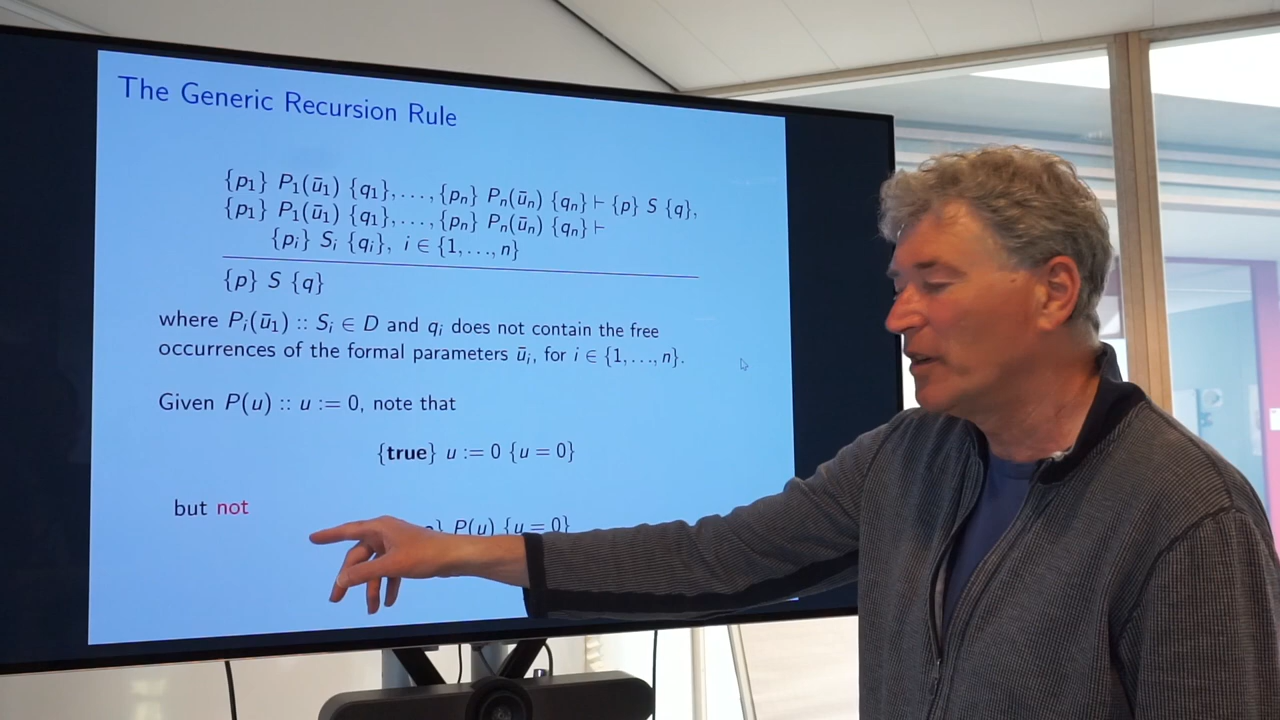 The Generic Recursion Rule
{p₁} P₁(ū₁) {q₁}, . . . , {pₙ} Pₙ(ūₙ) {qₙ} ⊢ {p} S {q},
{p₁} P₁(ū₁) {q₁}, . . . , {pₙ} Pₙ(ūₙ) {qₙ} ⊢
{pᵢ} Sᵢ {qᵢ}, i ∈ {1, . . . , n}
{p} S {q}
where Pᵢ(ū₁) :: Sᵢ ∈ D and qᵢ does not contain the free
occurrences of the formal parameters ūᵢ, for i ∈ {1, . . . , n}.
Given P(u) :: u := 0, note that
{true} u := 0 {u = 0}
but not
} P(u) {u = 0}